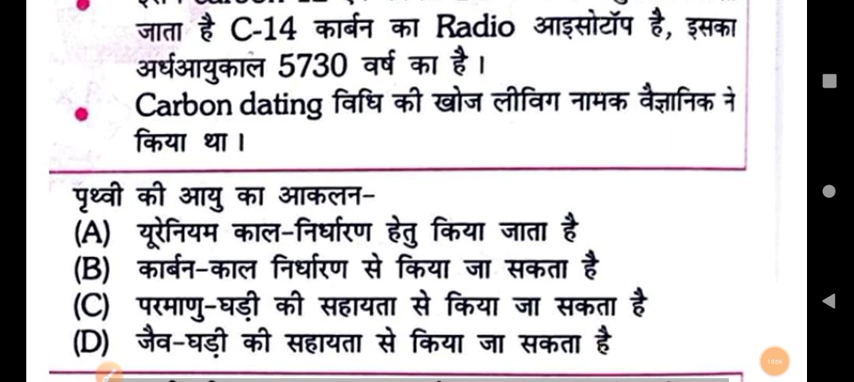 जाता है C-14 कार्बन का Radio आइसोटॉप है, इसका
अर्धआयुकाल 5730 वर्ष का है।
Carbon dating विधि की खोज लीविग नामक वैज्ञानिक ने
किया था।
पृथ्वी की आयु का आकलन-
(A) यूरेनियम काल-निर्धारण हेतु किया जाता है
(B) कार्बन-काल निर्धारण से किया जा सकता है
(C) परमाणु-घड़ी की सहायता से किया जा सकता है
(D) जैव-घड़ी की सहायता से किया जा सकता है